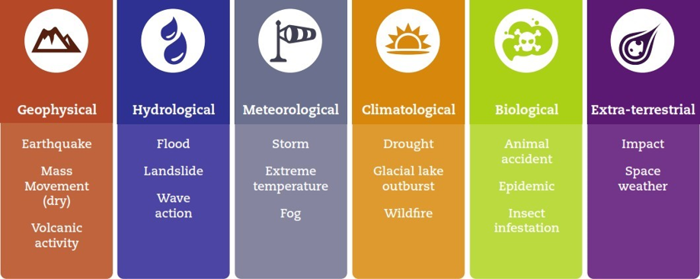 Geophysical
Earthquake
Mass
Movement
(dry)
Volcanic
activity
Hydrological
Flood
Landslide
Wave
action
Meteorological
Storm
Extreme
temperature
Fog
Climatological
Drought
Glacial lake
outburst
Wildfire
Biological
Animal
accident
Epidemic
Insect
infestation
Extra-terrestrial
Impact
Space
weather